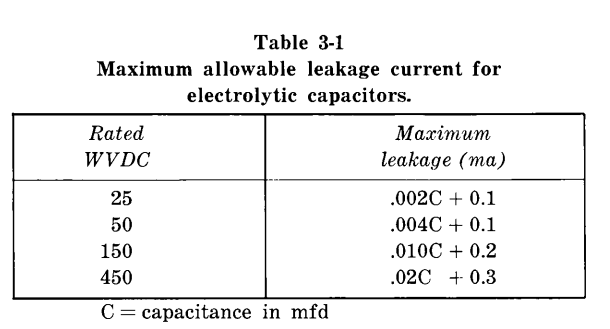 Table 3-1
Maximum allowable leakage current for
electrolytic capacitors.
Rated Maximum
WVDC leakage (ma)
25 .002C + 0.1
50 .004C + 0.1
150 .010C + 0.2
450 .02C + 0.3
C = capacitance in mfd